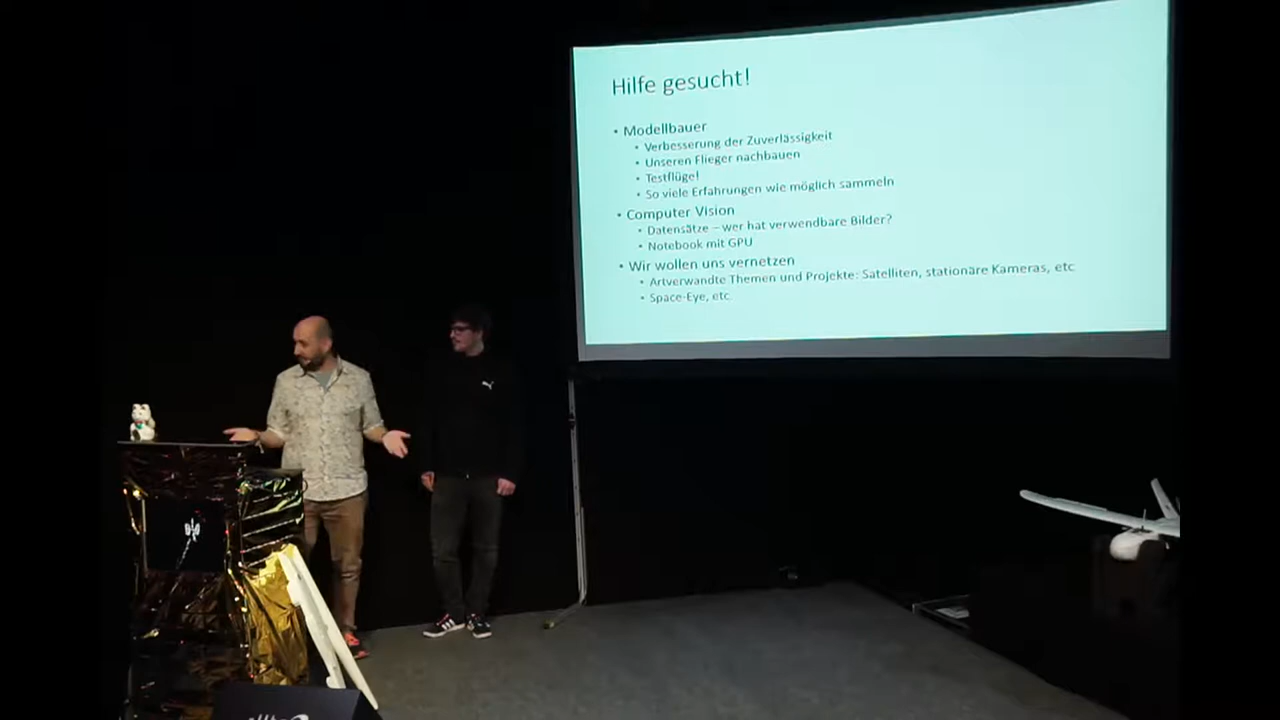 Hilfe gesucht!
• Modellbauer
• Verbesserung der Zuverlässigkeit
• Unseren Flieger nachbauen
• Testflüge!
• So viele Erfahrungen wie möglich sammeln
• Computer Vision
• Datensätze – wer hat verwendbare Bilder?
• Notebook mit GPU
• Wir wollen uns vernetzen
• Artverwandte Themen und Projekte: Satelliten, stationäre Kameras, etc
• Space-Eye, etc.